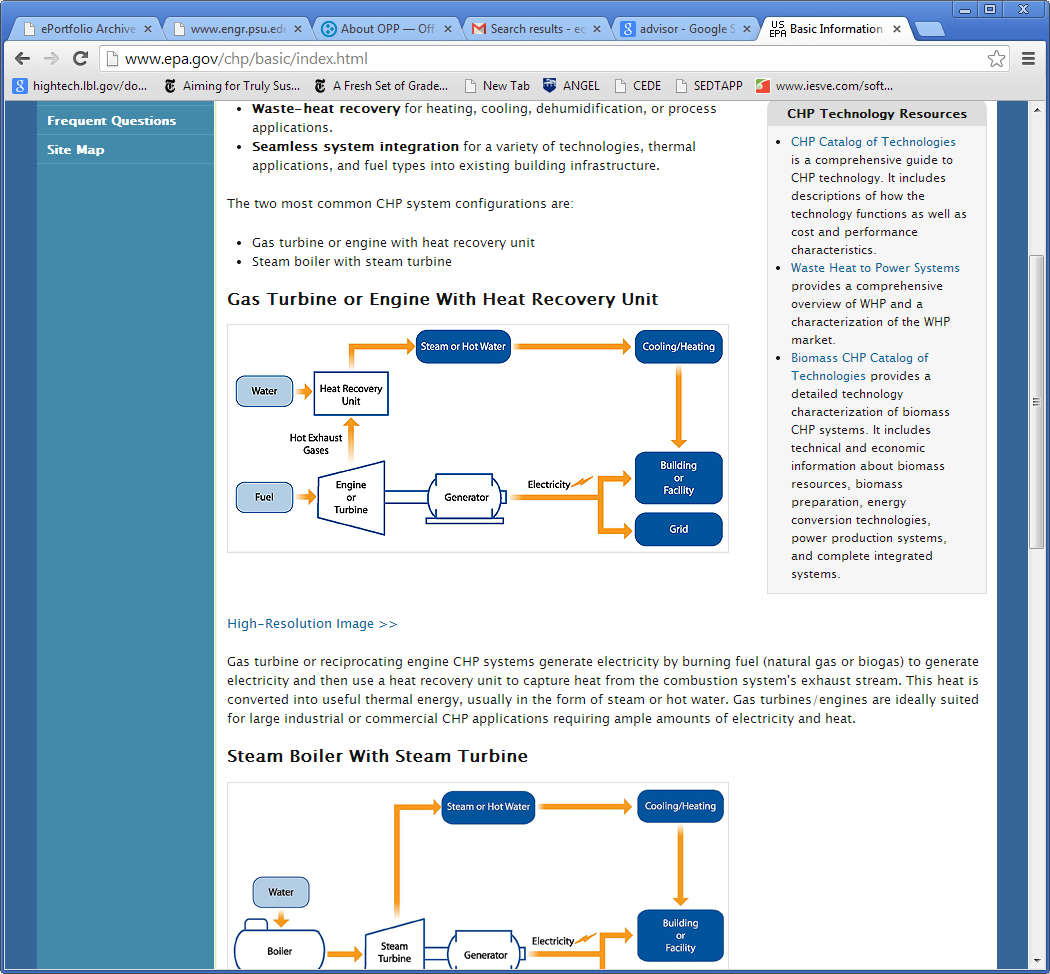 ePortfolio Archive
www.engr.psu.edu
About OPP — Off
Search results - ec
advisor - Google S
US EPA Basic Information
www.epa.gov/chp/basic/index.html
hightech.lbl.gov/do...
Aiming for Truly Sus...
A Fresh Set of Grade...
New Tab
ANGEL
CEDE
SEDTAPP
www.iesve.com/soft...
Frequent Questions
Site Map
• Waste-heat recovery for heating, cooling, dehumidification, or process
applications.
• Seamless system integration for a variety of technologies, thermal
applications, and fuel types into existing building infrastructure.
The two most common CHP system configurations are:
• Gas turbine or engine with heat recovery unit
• Steam boiler with steam turbine
Gas Turbine or Engine With Heat Recovery Unit
Steam or Hot Water
Cooling/Heating
Water
Heat Recovery
Unit
Hot Exhaust
Gases
Fuel
Engine
or
Turbine
Generator
Electricity
Building
or
Facility
Grid
High-Resolution Image >>
Gas turbine or reciprocating engine CHP systems generate electricity by burning fuel (natural gas or biogas) to generate
electricity and then use a heat recovery unit to capture heat from the combustion system's exhaust stream. This heat is
converted into useful thermal energy, usually in the form of steam or hot water. Gas turbines/engines are ideally suited
for large industrial or commercial CHP applications requiring ample amounts of electricity and heat.
Steam Boiler With Steam Turbine
Steam or Hot Water
Cooling/Heating
Water
Boiler
Steam
Turbine
Generator
Electricity
Building
or
Facility
CHP Technology Resources
• CHP Catalog of Technologies
is a comprehensive guide to
CHP technology. It includes
descriptions of how the
technology functions as well as
cost and performance
characteristics.
• Waste Heat to Power Systems
provides a comprehensive
overview of WHP and a
characterization of the WHP
market.
• Biomass CHP Catalog of
Technologies provides a
detailed technology
characterization of biomass
CHP systems. It includes
technical and economic
information about biomass
resources, biomass
preparation, energy
conversion technologies,
power production systems,
and complete integrated
systems.